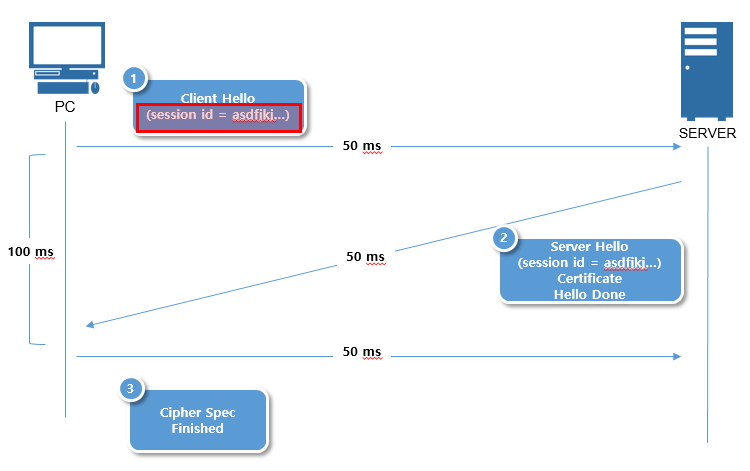 PC
SERVER
1
Client Hello
(session id = asdfjkj...)
50 ms
100 ms
50 ms
2
Server Hello
(session id = asdfjkj...)
Certificate
Hello Done
50 ms
3
Cipher Spec
Finished